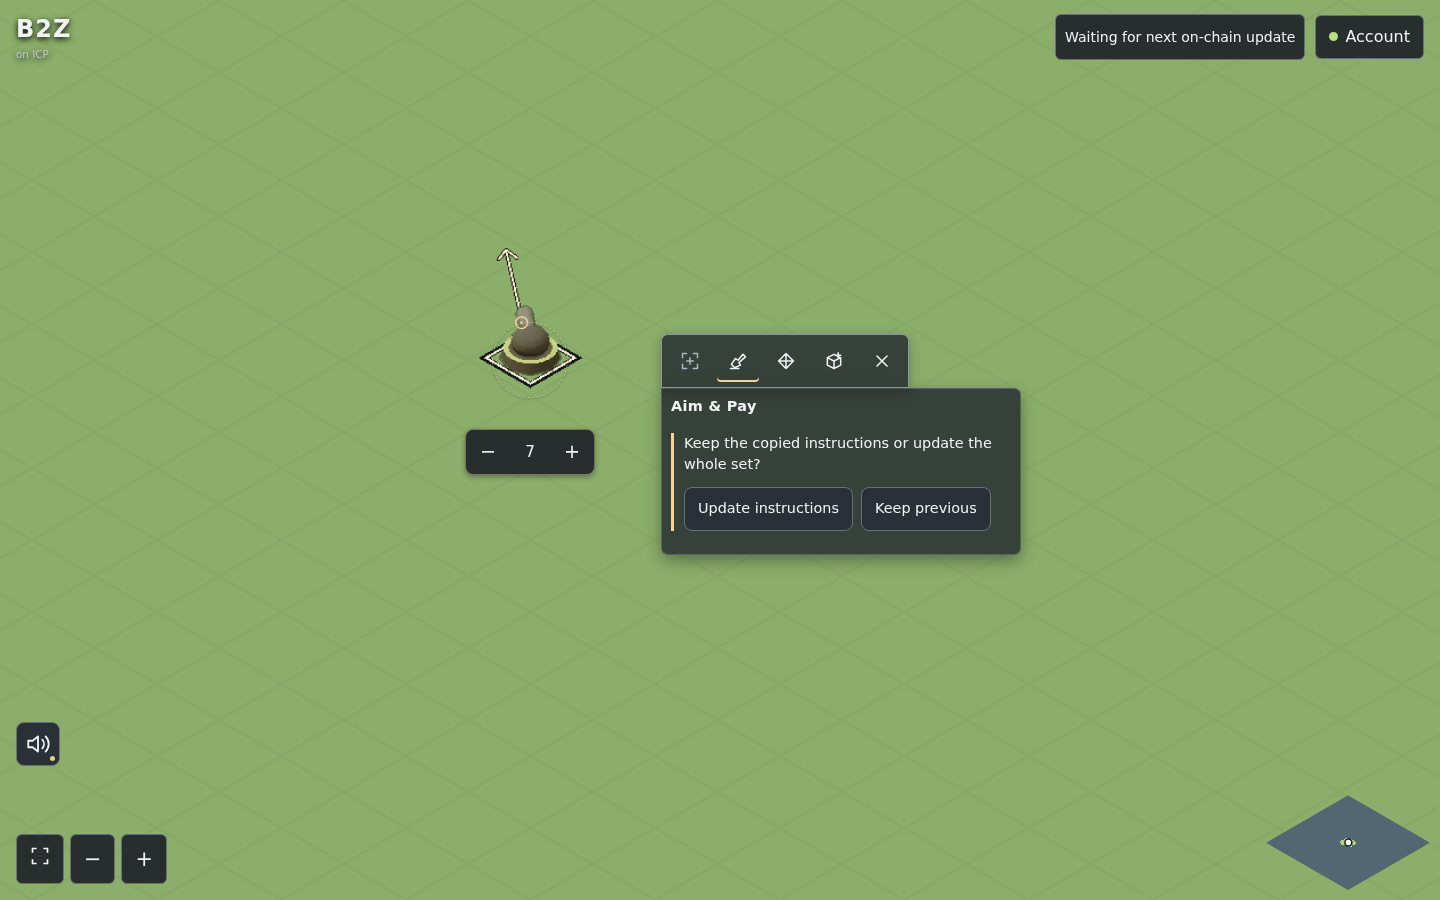 B2Z
on ICP
Waiting for next on-chain update
Account
Aim & Pay
Keep the copied instructions or update the
whole set?
Update instructions
Keep previous
− 7 +
− +